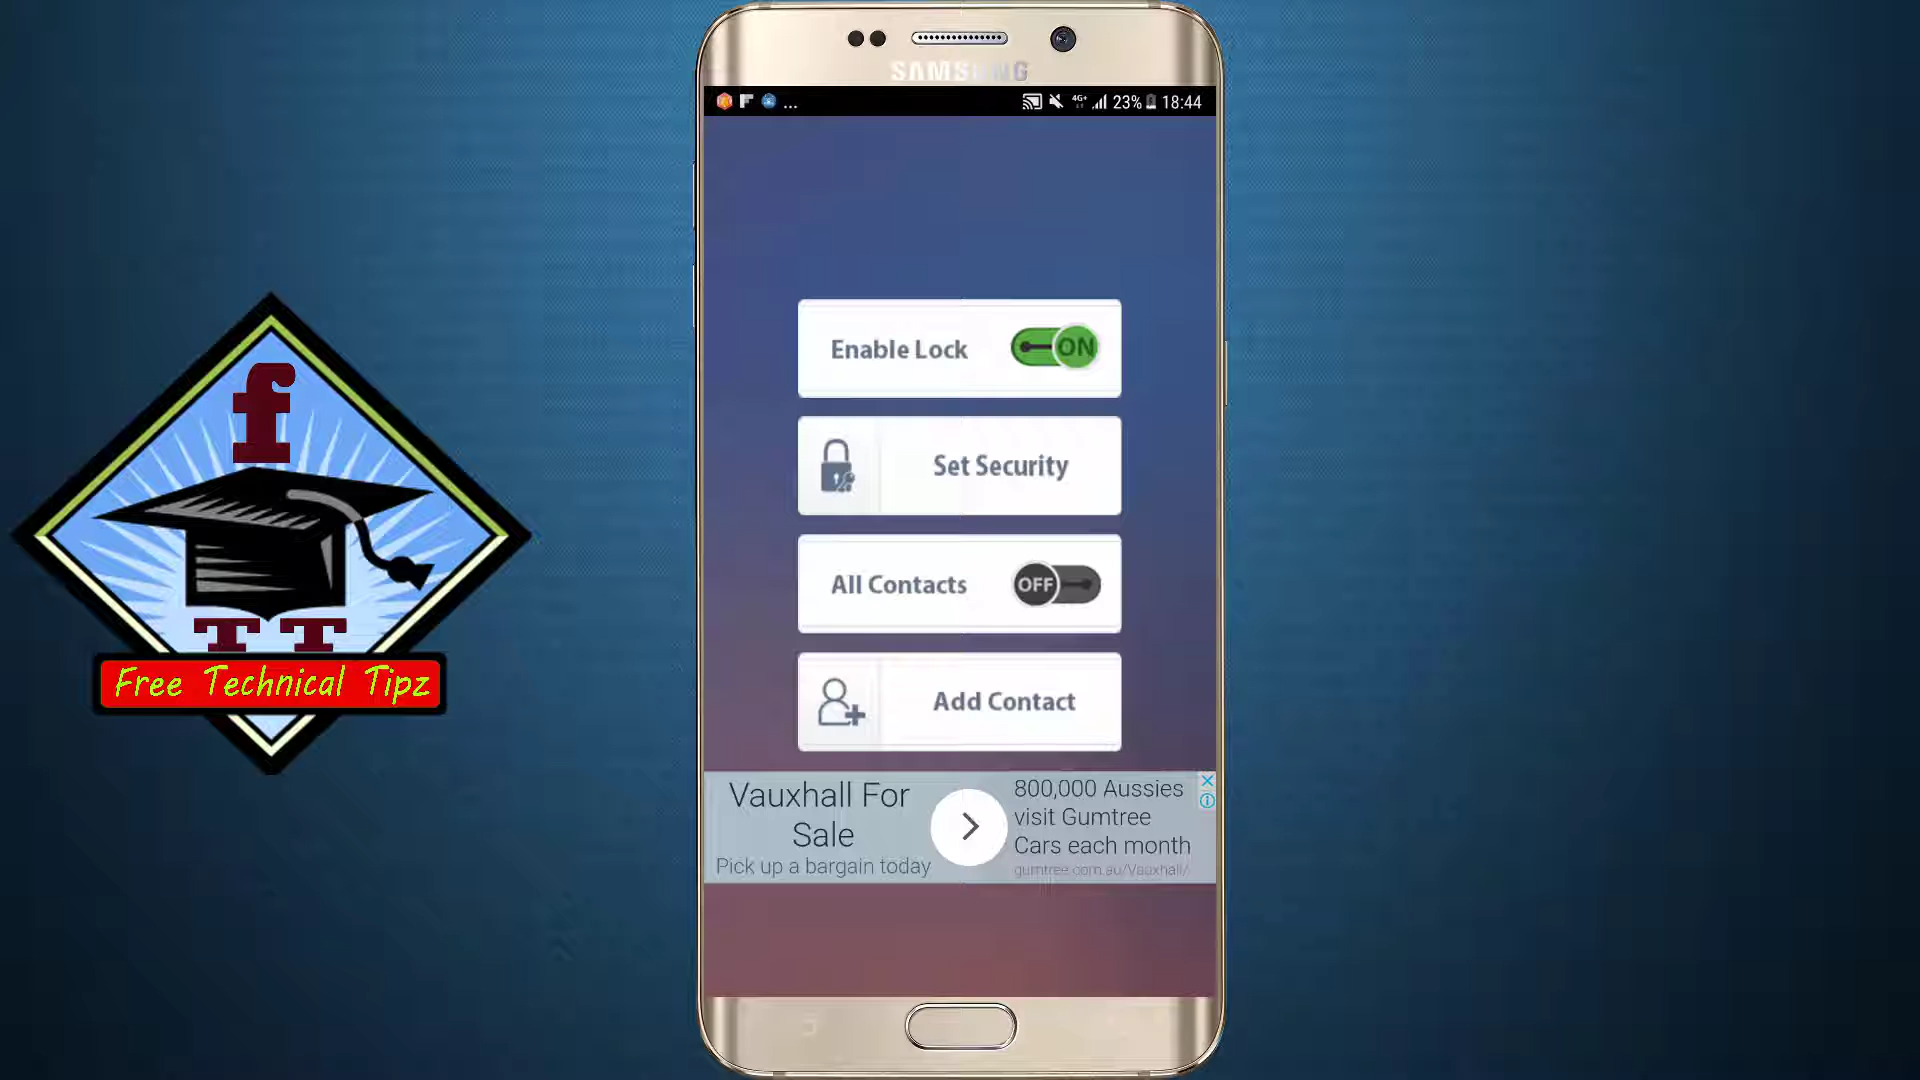 SAMSUNG
4G+ 23% 18:44
Enable Lock ON
Set Security
All Contacts OFF
Add Contact
Vauxhall For
Sale
Pick up a bargain today
800,000 Aussies
visit Gumtree
Cars each month
gumtree.com.au/Vauxhall/
f
TT
Free Technical Tipz